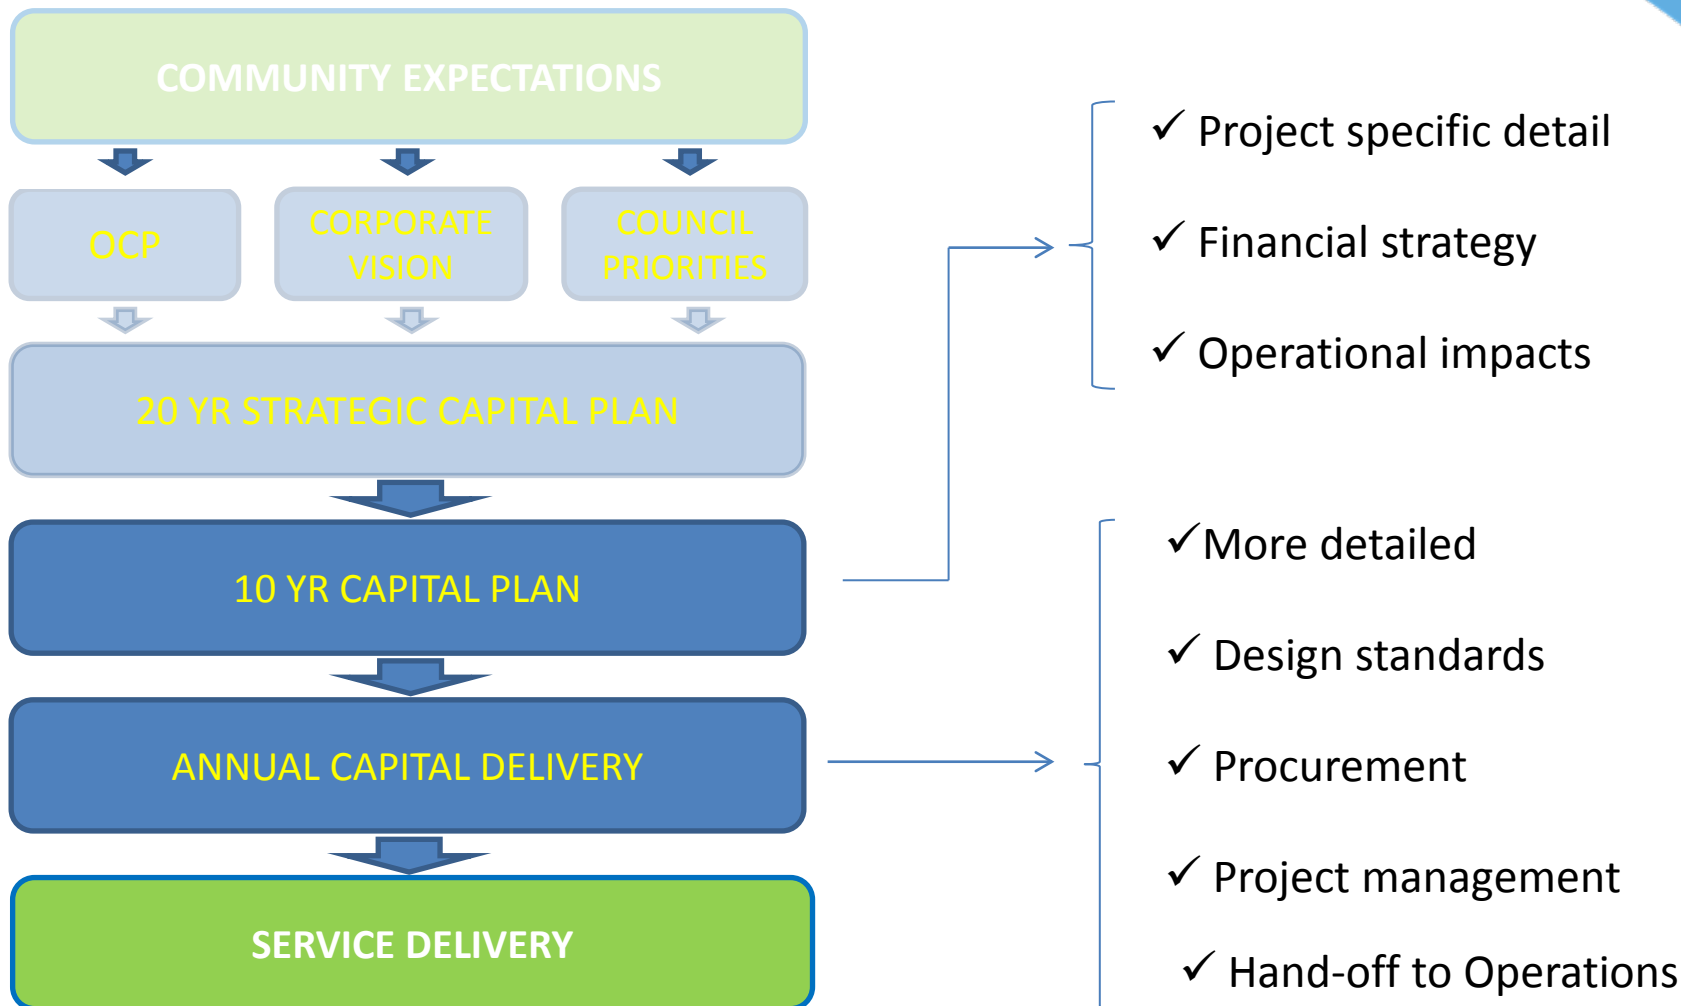 COMMUNITY EXPECTATIONS
OCP
CORPORATE
VISION
COUNCIL
PRIORITIES
20 YR STRATEGIC CAPITAL PLAN
10 YR CAPITAL PLAN
ANNUAL CAPITAL DELIVERY
SERVICE DELIVERY
✓ Project specific detail
✓ Financial strategy
✓ Operational impacts
✓More detailed
✓ Design standards
✓ Procurement
✓ Project management
✓ Hand-off to Operations